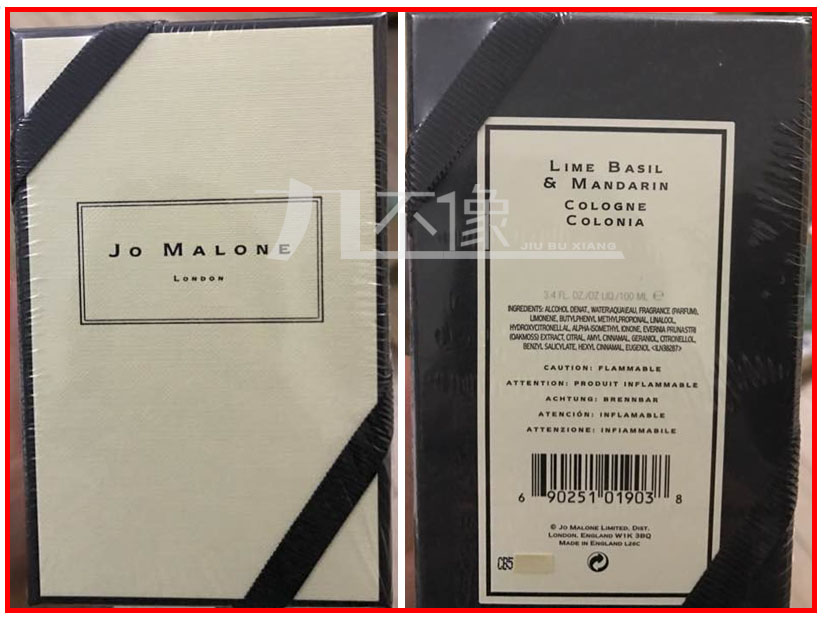 JO MALONE
LONDON
九不像
JIU BU XIANG
LIME BASIL
& MANDARIN
COLOGNE
COLONIA
3.4 FL. OZ./OZ LIQ./100 ML ℮
INGREDIENTS: ALCOHOL DENAT., WATER\AQUA\EAU, FRAGRANCE (PARFUM),
LIMONENE, BUTYLPHENYL METHYLPROPIONAL, LINALOOL,
HYDROXYCITRONELLAL, ALPHA-ISOMETHYL IONONE, EVERNIA PRUNASTRI
(OAKMOSS) EXTRACT, CITRAL, AMYL CINNAMAL, GERANIOL, CITRONELLOL,
BENZYL SALICYLATE, HEXYL CINNAMAL, EUGENOL <ILN38287>
CAUTION: FLAMMABLE
ATTENTION: PRODUIT INFLAMMABLE
ACHTUNG: BRENNBAR
ATENCIÓN: INFLAMABLE
ATTENZIONE: INFIAMMABILE
6 90251 01903 8
© JO MALONE LIMITED, DIST.
LONDON, ENGLAND W1K 3BQ
MADE IN ENGLAND L26C
CB5